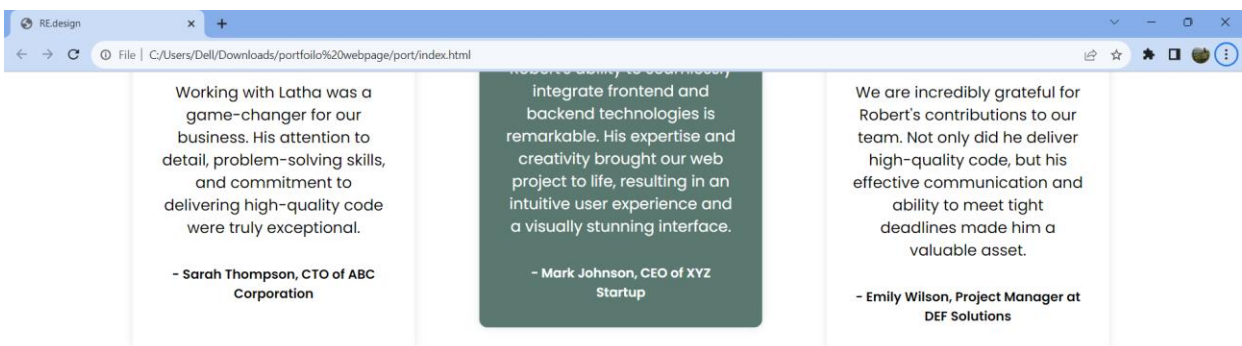 RE.design
File | C:/Users/Dell/Downloads/portfoilo%20webpage/port/index.html
Working with Latha was a
game-changer for our
business. His attention to
detail, problem-solving skills,
and commitment to
delivering high-quality code
were truly exceptional.
- Sarah Thompson, CTO of ABC
Corporation
Robert's ability to seamlessly
integrate frontend and
backend technologies is
remarkable. His expertise and
creativity brought our web
project to life, resulting in an
intuitive user experience and
a visually stunning interface.
- Mark Johnson, CEO of XYZ
Startup
We are incredibly grateful for
Robert's contributions to our
team. Not only did he deliver
high-quality code, but his
effective communication and
ability to meet tight
deadlines made him a
valuable asset.
- Emily Wilson, Project Manager at
DEF Solutions